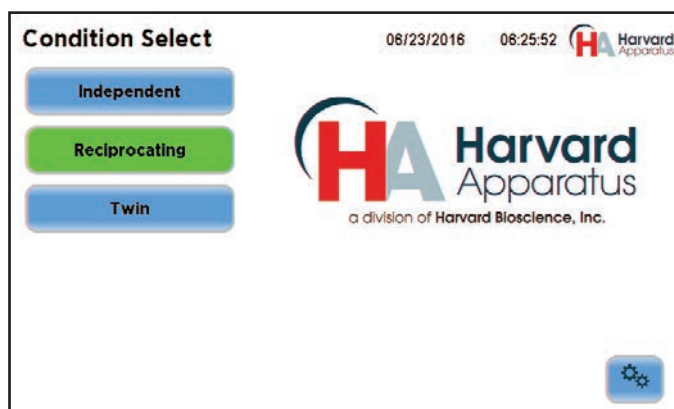 Condition Select
06/23/2016
06:25:52
HA Harvard
Apparatus
Independent
Reciprocating
Twin
HA Harvard
Apparatus
a division of Harvard Bioscience, Inc.